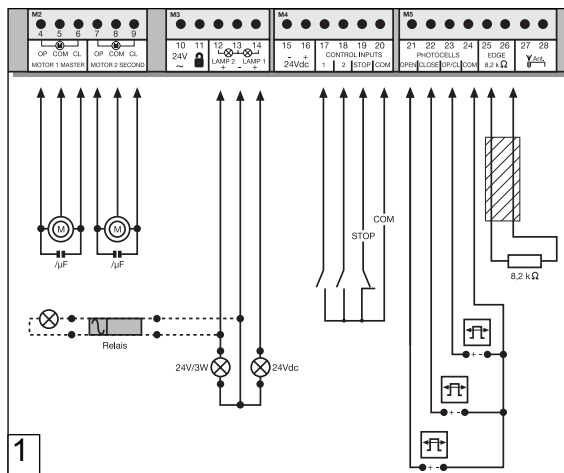 M2 M3 M4 M5
4 5 6 7 8 9 10 11 12 13 14 15 16 17 18 19 20 21 22 23 24 25 26 27 28
OP COM CL OP COM CL
MOTOR 1 MASTER MOTOR 2 SECOND
24V
~
LAMP 2 LAMP 1
+ - +
- +
24Vdc
CONTROL INPUTS
1 2 STOP COM
PHOTOCELLS
OPEN CLOSE OP/CL COM
EDGE
8,2 kΩ
Ant.
M M
/µF /µF
COM
STOP
8,2 kΩ
Relais
24V/3W 24Vdc
+ -
+ -
+ -
1